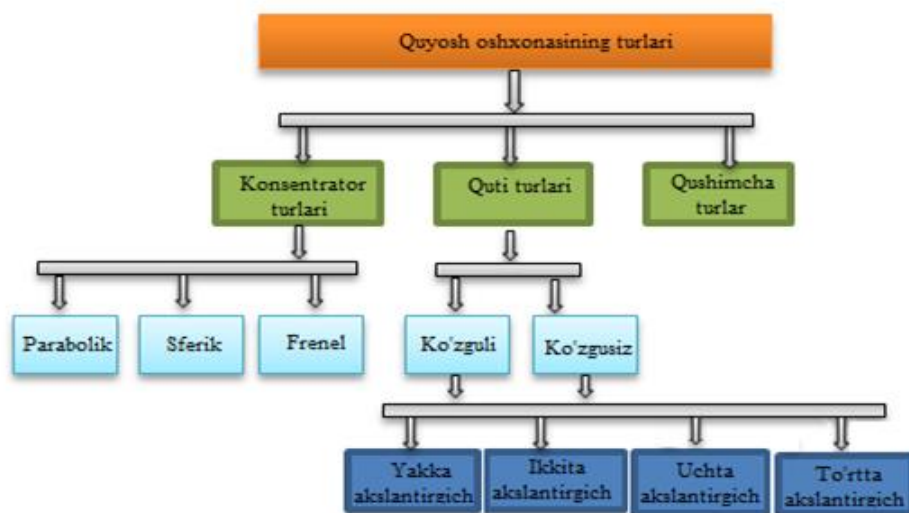 Quyosh oshxonasining turlari
Konsentrator
turlari
Quti turlari
Qushimcha
turlar
Parabolik
Sferik
Frenel
Ko'zguli
Ko'zgusiz
Yakka
akslantirgich
Ikkita
akslantirgich
Uchta
akslantirgich
To'rtta
akslantirgich